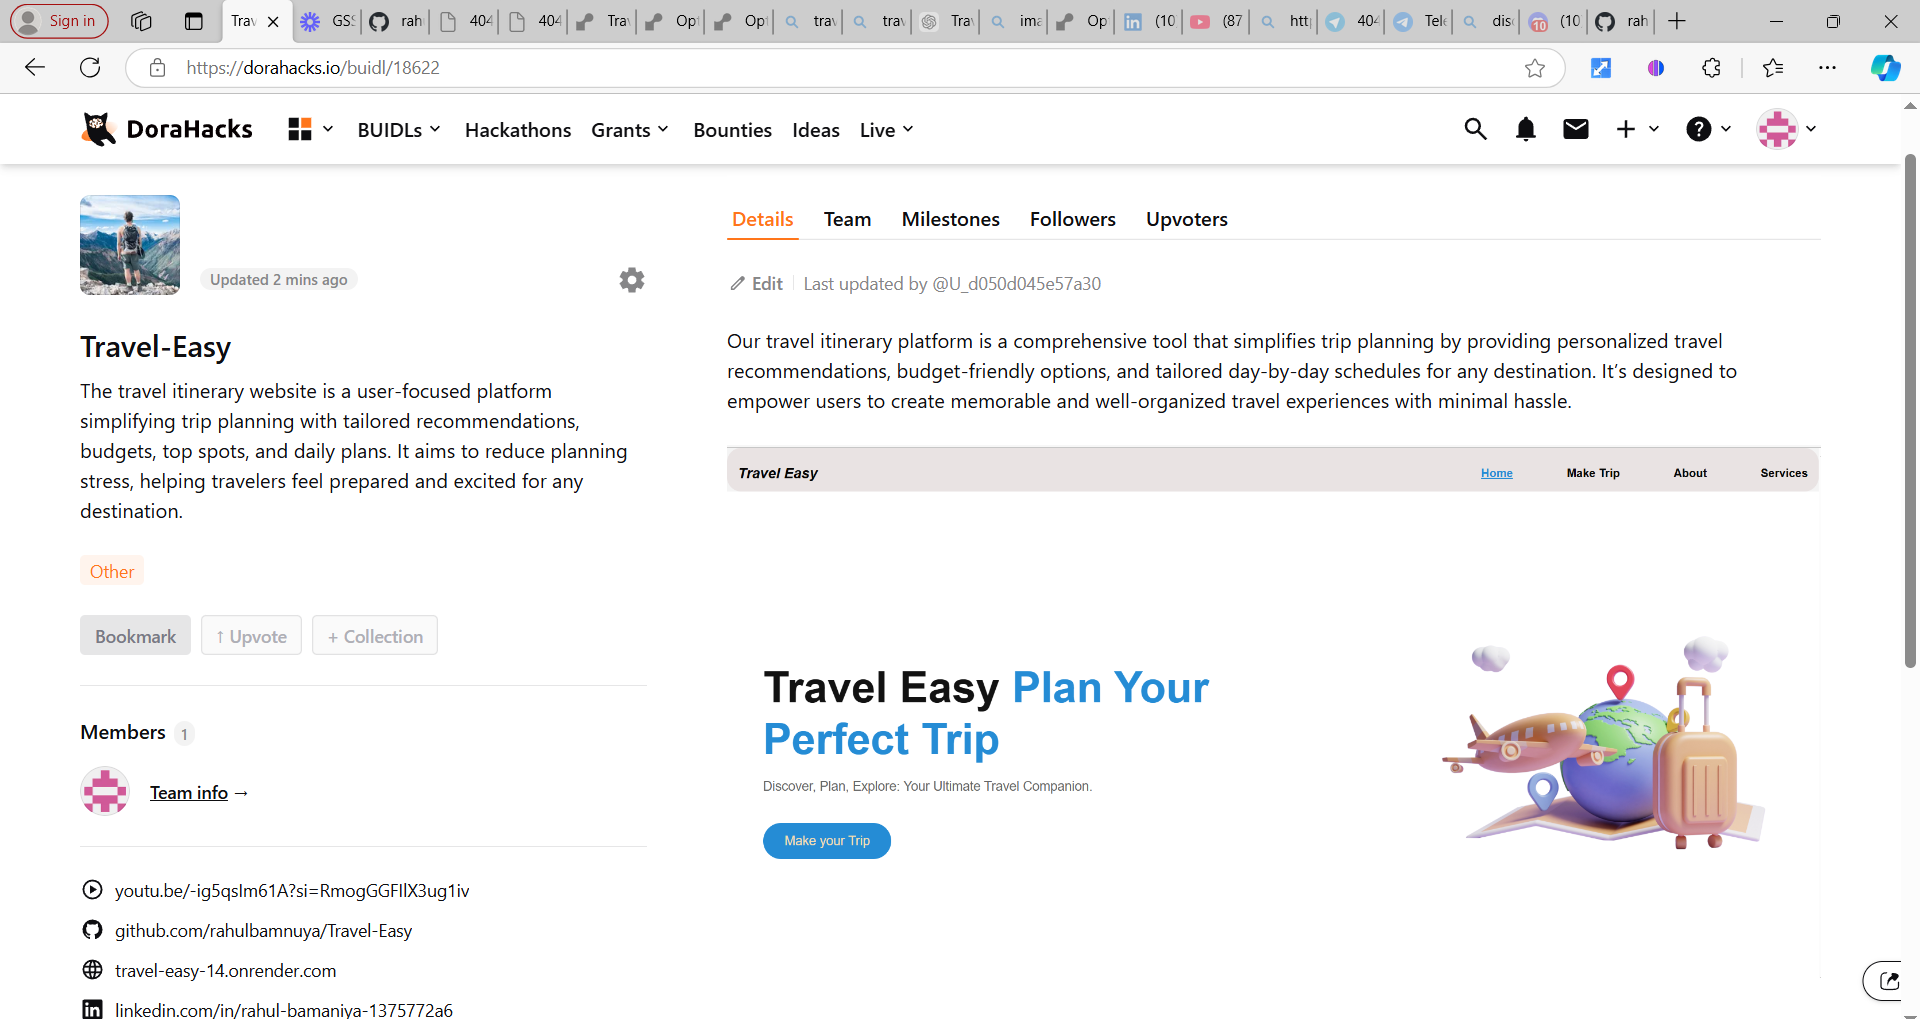 Sign in
Trav
GS
rah
404
404
Tra
Opt
Opt
trav
trav
Tra
ima
Op
(10
(87
htt
404
Tele
disc
(10
10
rah
https://dorahacks.io/buidl/18622
DoraHacks
BUIDLs
Hackathons
Grants
Bounties
Ideas
Live
Updated 2 mins ago
Travel-Easy
The travel itinerary website is a user-focused platform
simplifying trip planning with tailored recommendations,
budgets, top spots, and daily plans. It aims to reduce planning
stress, helping travelers feel prepared and excited for any
destination.
Other
Bookmark
↑ Upvote
+ Collection
Members 1
Team info →
youtu.be/-ig5qsIm61A?si=RmogGGFIlX3ug1iv
github.com/rahulbamnuya/Travel-Easy
travel-easy-14.onrender.com
linkedin.com/in/rahul-bamaniya-1375772a6
Details
Team
Milestones
Followers
Upvoters
Edit
Last updated by @U_d050d045e57a30
Our travel itinerary platform is a comprehensive tool that simplifies trip planning by providing personalized travel
recommendations, budget-friendly options, and tailored day-by-day schedules for any destination. It’s designed to
empower users to create memorable and well-organized travel experiences with minimal hassle.
Travel Easy
Home
Make Trip
About
Services
Travel Easy Plan Your
Perfect Trip
Discover, Plan, Explore: Your Ultimate Travel Companion.
Make your Trip